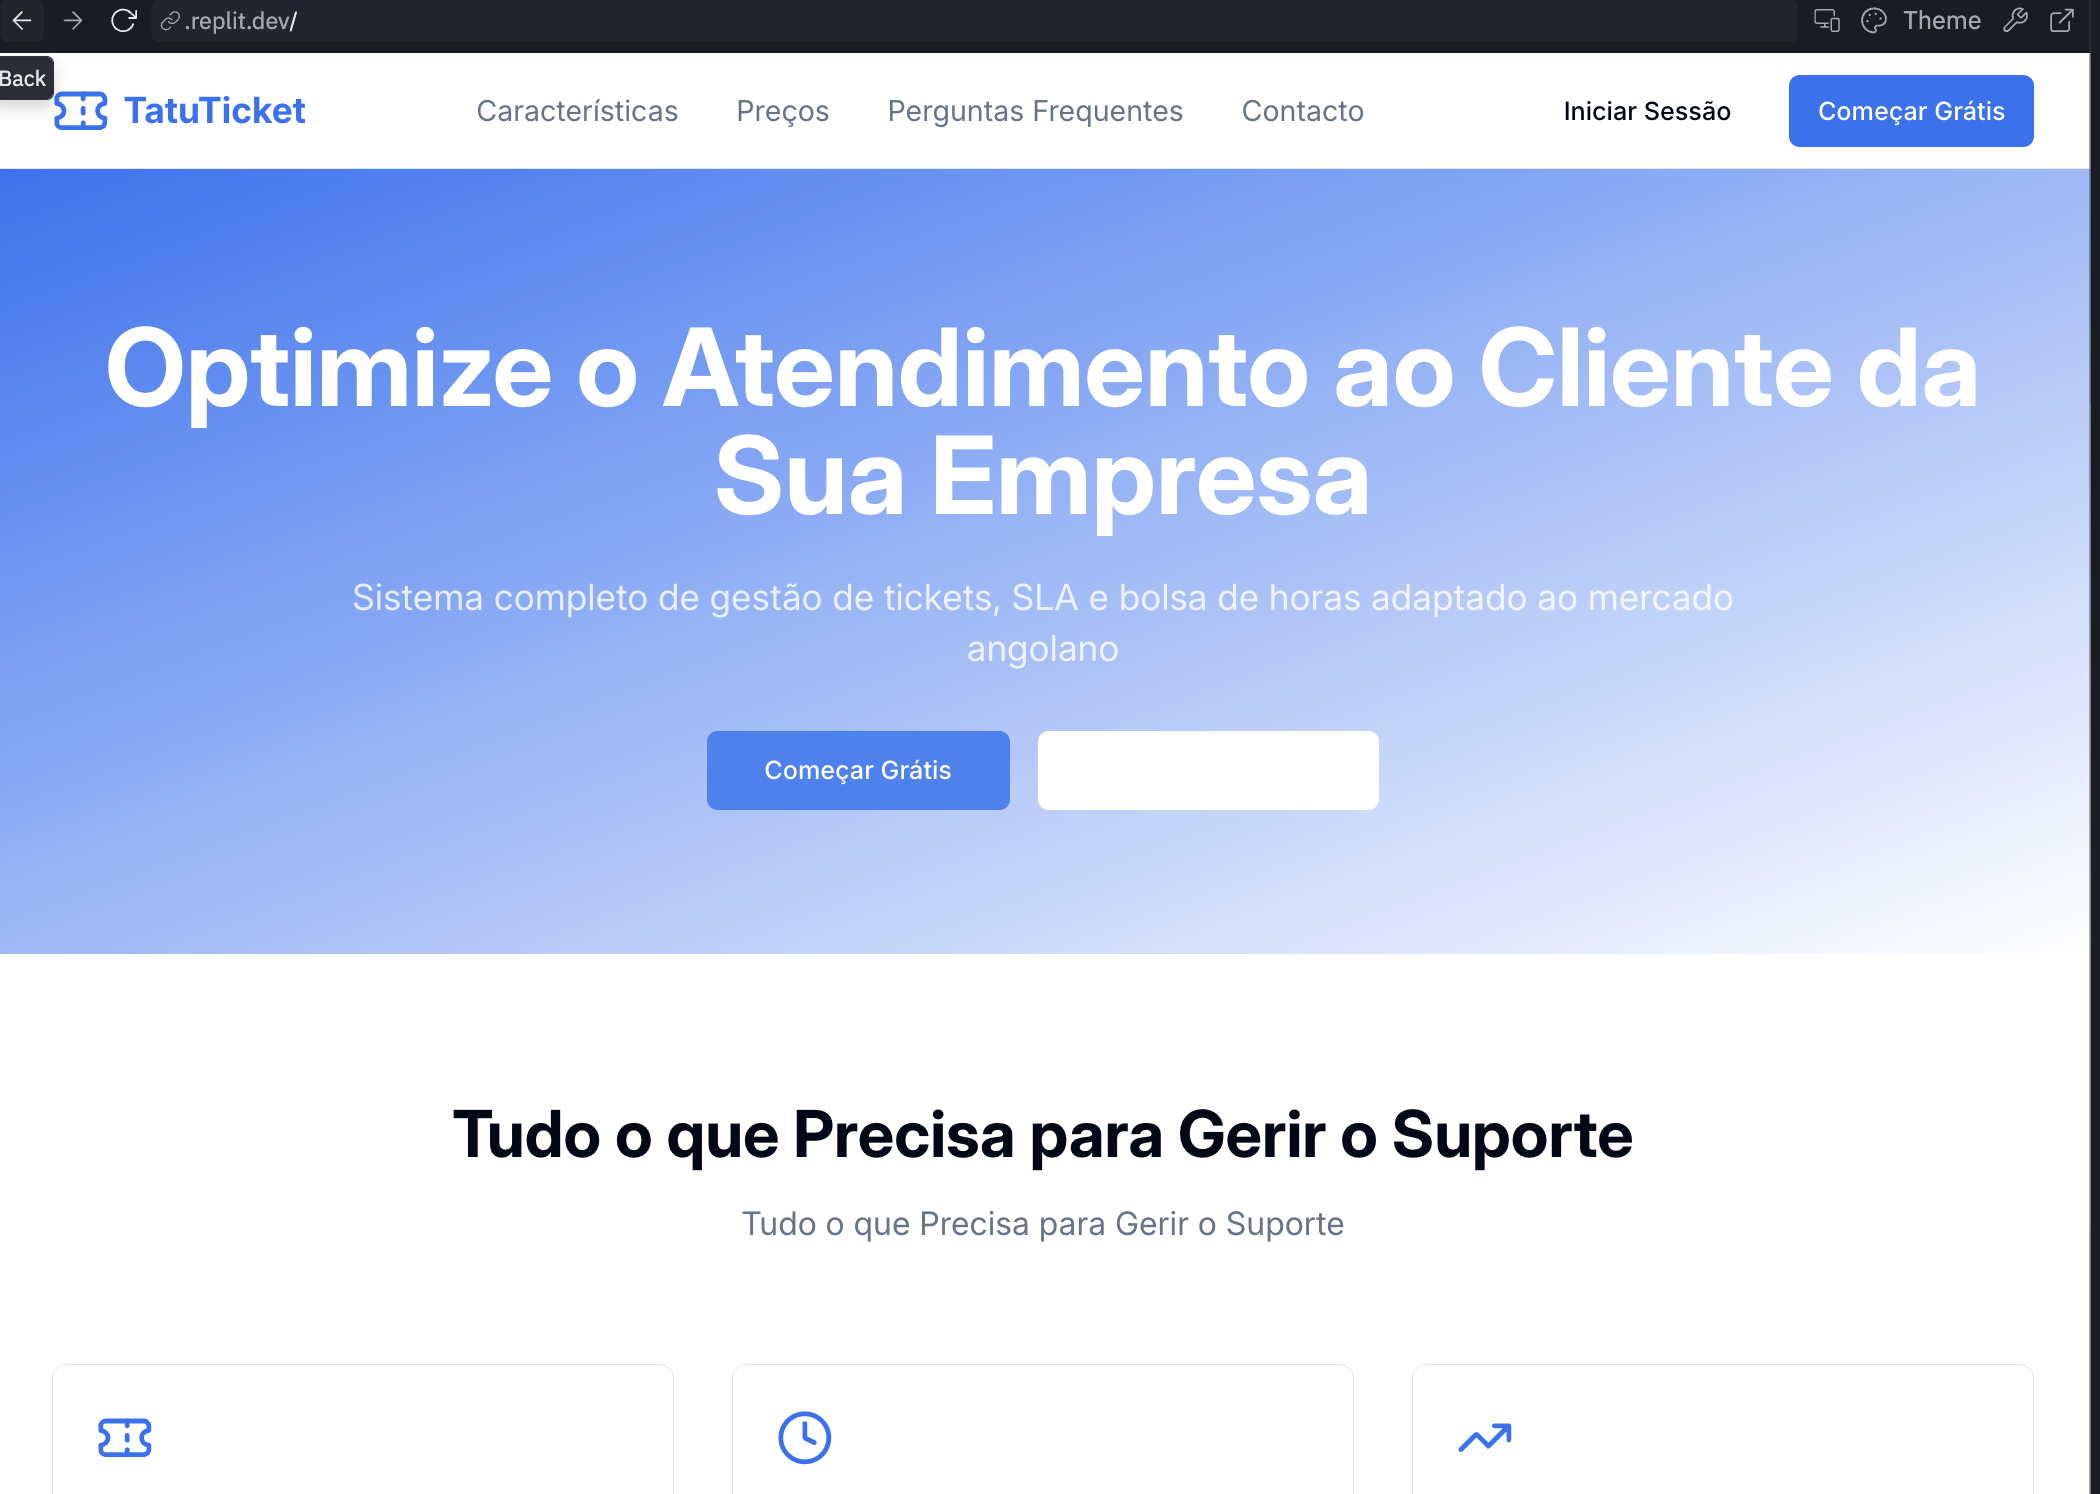 .replit.dev/
Theme
Back
TatuTicket
Características
Preços
Perguntas Frequentes
Contacto
Iniciar Sessão
Começar Grátis
Optimize o Atendimento ao Cliente da
Sua Empresa
Sistema completo de gestão de tickets, SLA e bolsa de horas adaptado ao mercado
angolano
Começar Grátis
Tudo o que Precisa para Gerir o Suporte
Tudo o que Precisa para Gerir o Suporte